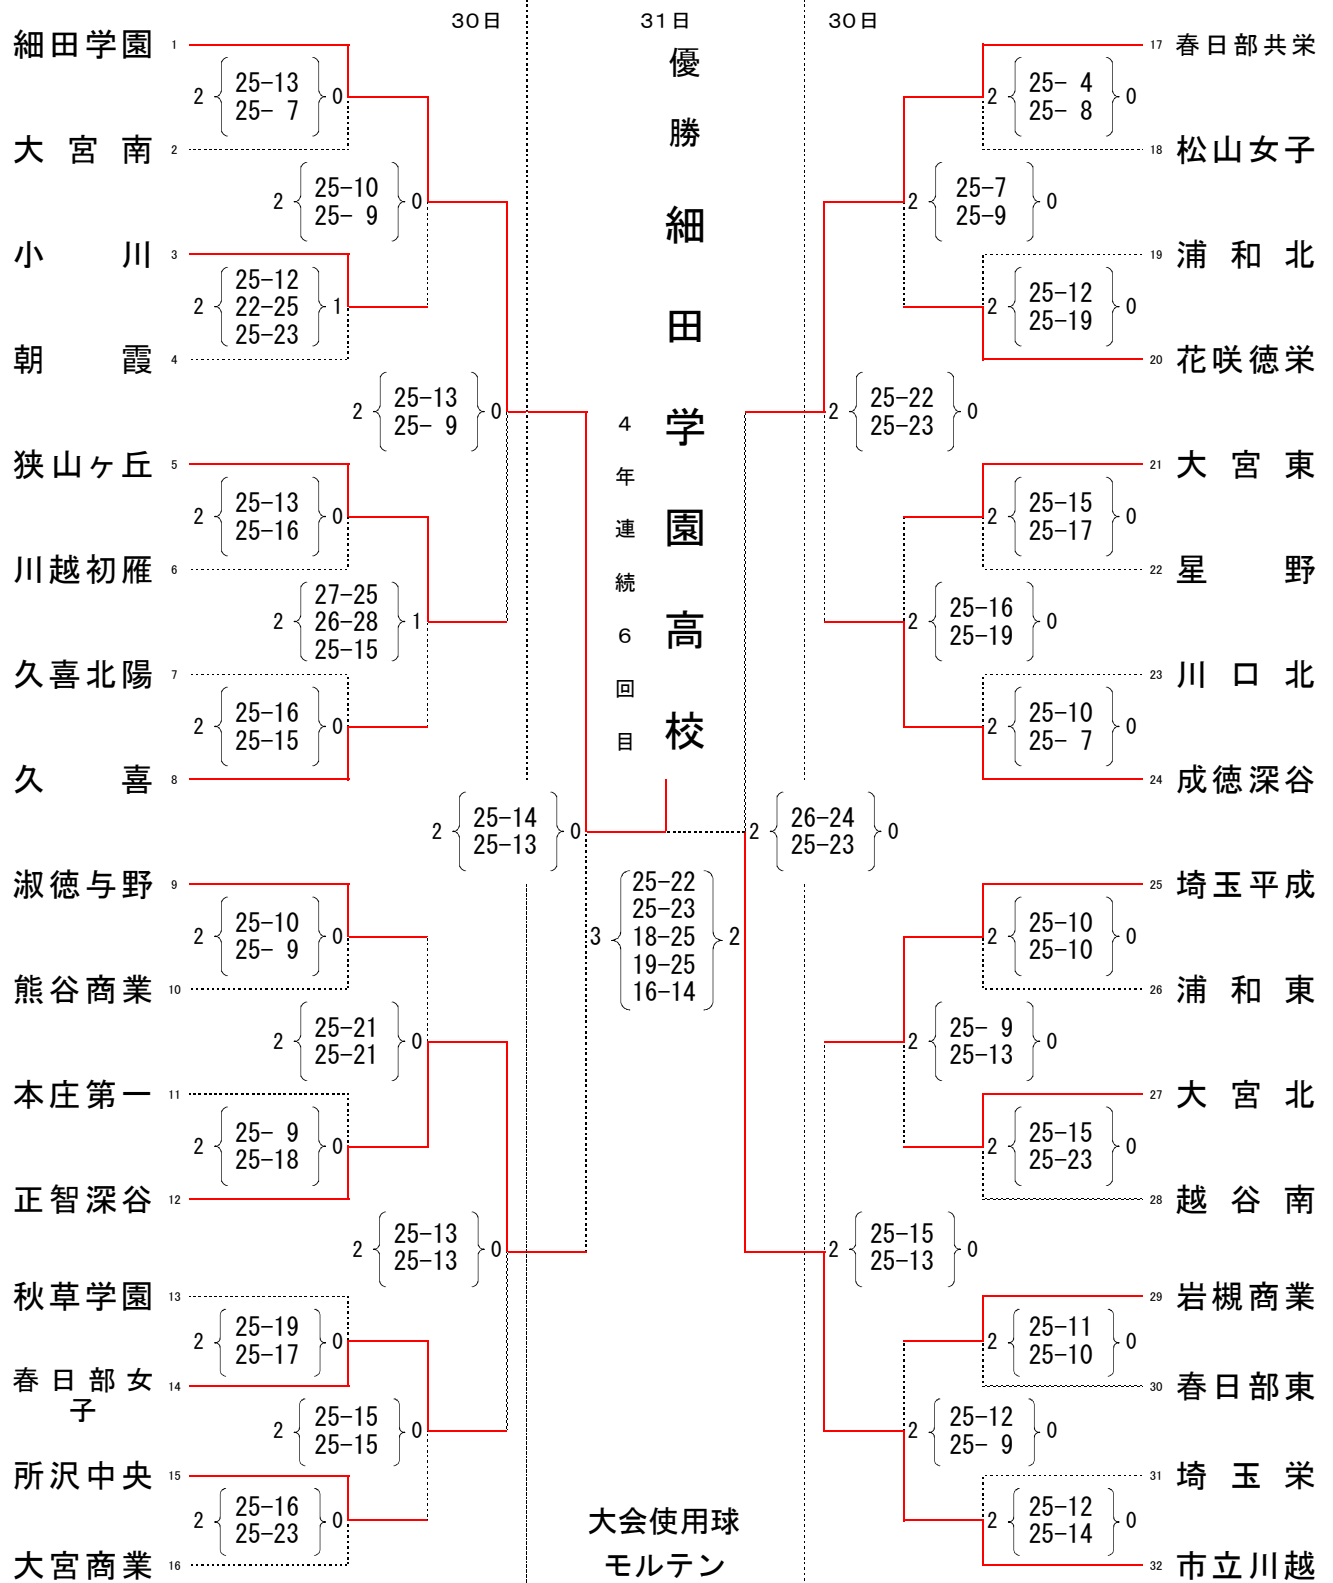 30日
31日
30日
優勝 細田学園高校
4年連続6回目
細田学園 1
2 25-13 0
25- 7
大宮南 2
2 25-10 0
25- 9
小川 3
2 25-12 1
22-25
25-23
朝霞 4
2 25-13 0
25- 9
狭山ヶ丘 5
2 25-13 0
25-16
川越初雁 6
2 27-25 1
26-28
25-15
久喜北陽 7
2 25-16 0
25-15
久喜 8
2 25-14 0
25-13
淑徳与野 9
2 25-10 0
25- 9
熊谷商業 10
2 25-21 0
25-21
本庄第一 11
2 25- 9 0
25-18
正智深谷 12
2 25-13 0
25-13
秋草学園 13
2 25-19 0
25-17
春日部女
子 14
2 25-15 0
25-15
所沢中央 15
2 25-16 0
25-23
大宮商業 16
3 25-22 2
25-23
18-25
19-25
16-14
17 春日部共栄
2 25- 4 0
25- 8
18 松山女子
2 25-7 0
25-9
19 浦和北
2 25-12 0
25-19
20 花咲徳栄
2 25-22 0
25-23
21 大宮東
2 25-15 0
25-17
22 星野
2 25-16 0
25-19
23 川口北
2 25-10 0
25- 7
24 成徳深谷
2 26-24 0
25-23
25 埼玉平成
2 25-10 0
25-10
26 浦和東
2 25- 9 0
25-13
27 大宮北
2 25-15 0
25-23
28 越谷南
2 25-15 0
25-13
29 岩槻商業
2 25-11 0
25-10
30 春日部東
2 25-12 0
25- 9
31 埼玉栄
2 25-12 0
25-14
32 市立川越
大会使用球
モルテン